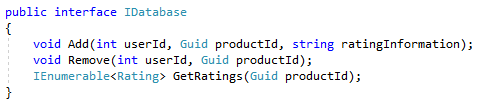 public interface IDatabase
{
    void Add(int userId, Guid productId, string ratingInformation);
    void Remove(int userId, Guid productId);
    IEnumerable<Rating> GetRatings(Guid productId);
}